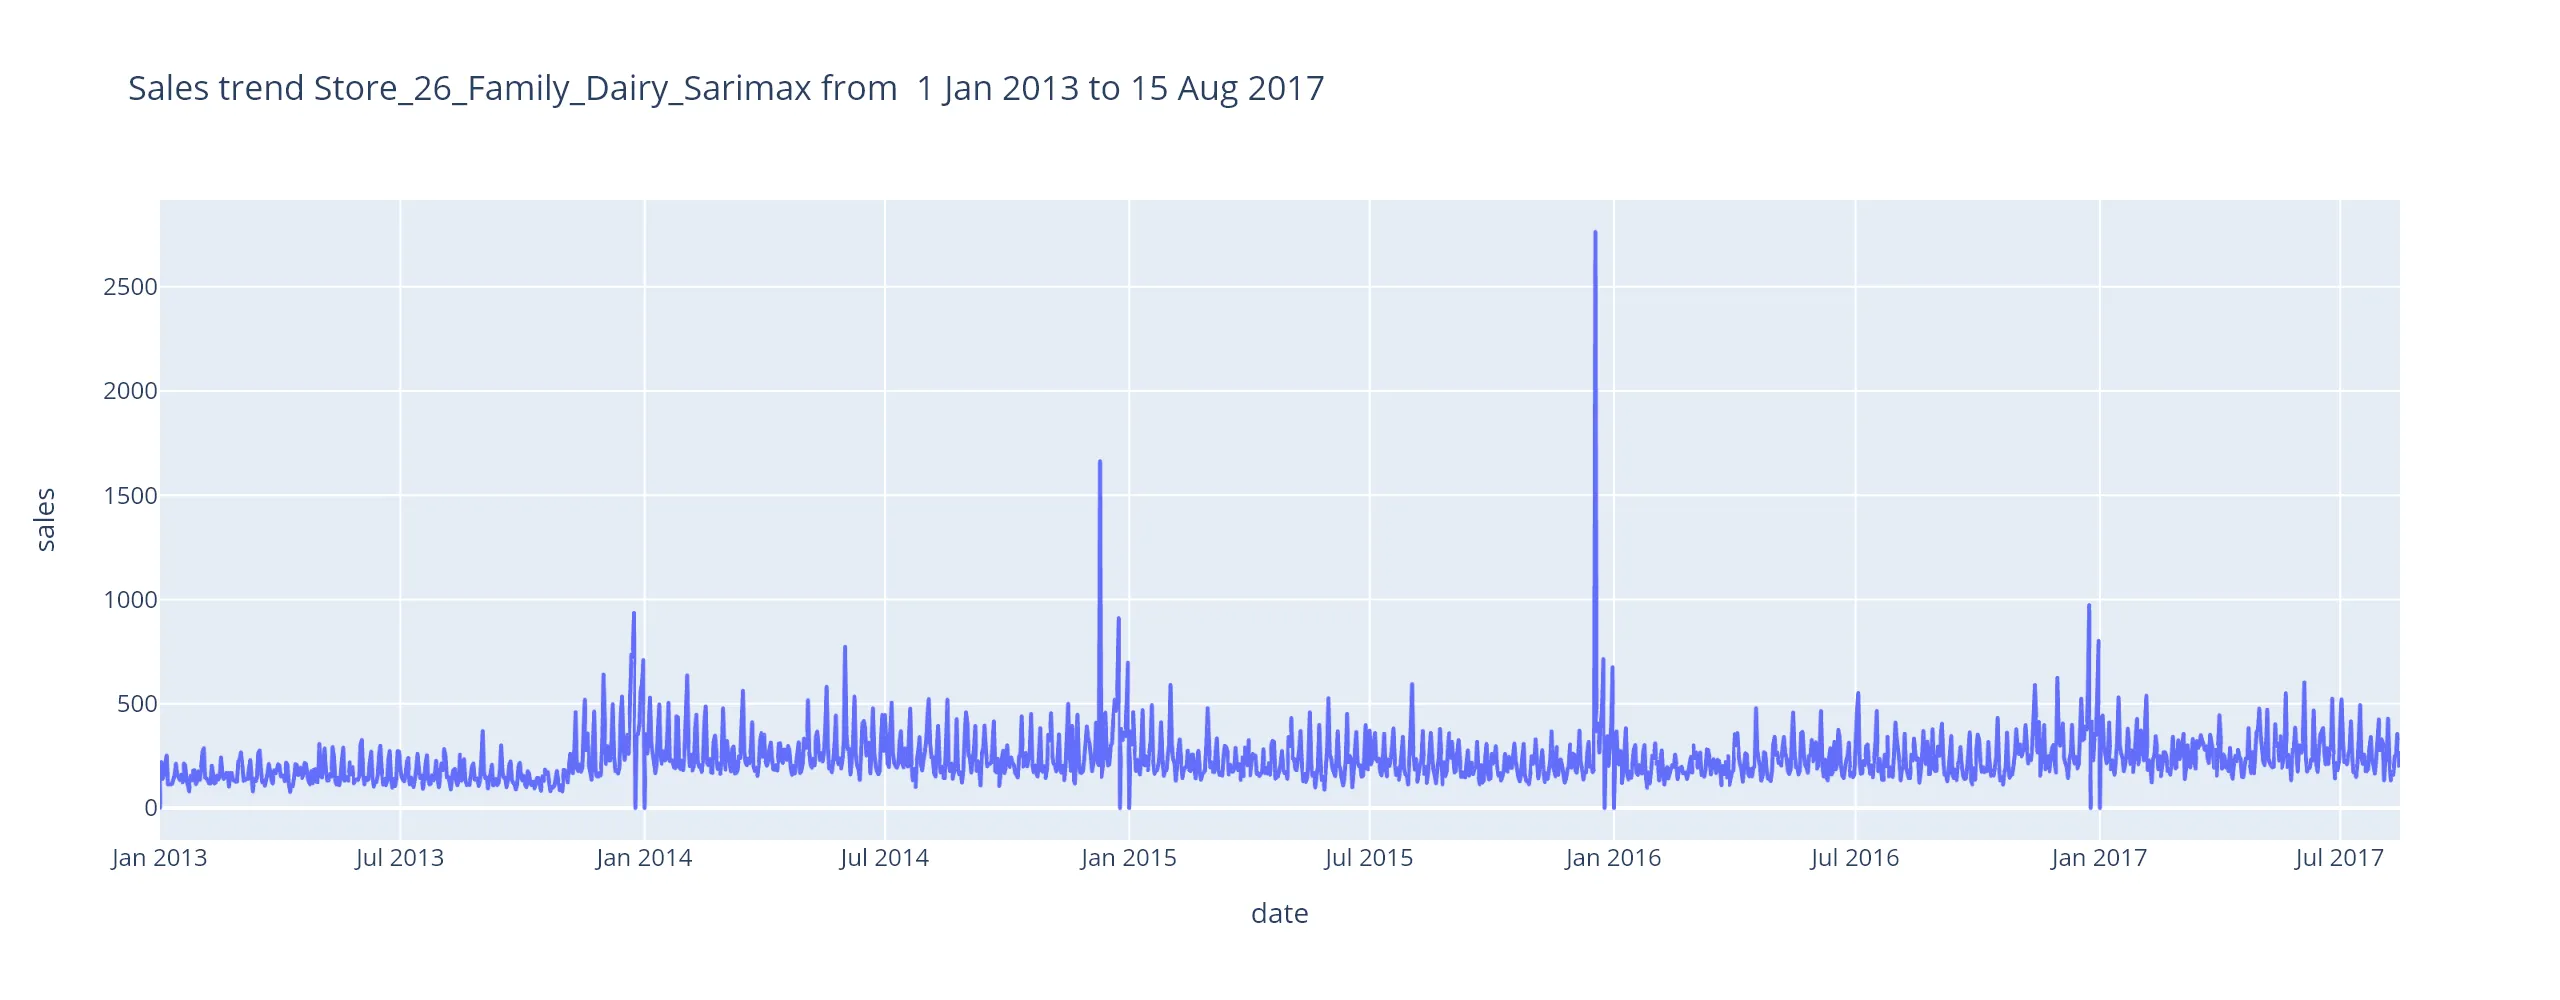 Sales trend Store_26_Family_Dairy_Sarimax from  1 Jan 2013 to 15 Aug 2017
2500
2000
1500
1000
500
0
sales
Jan 2013 Jul 2013 Jan 2014 Jul 2014 Jan 2015 Jul 2015 Jan 2016 Jul 2016 Jan 2017 Jul 2017
date